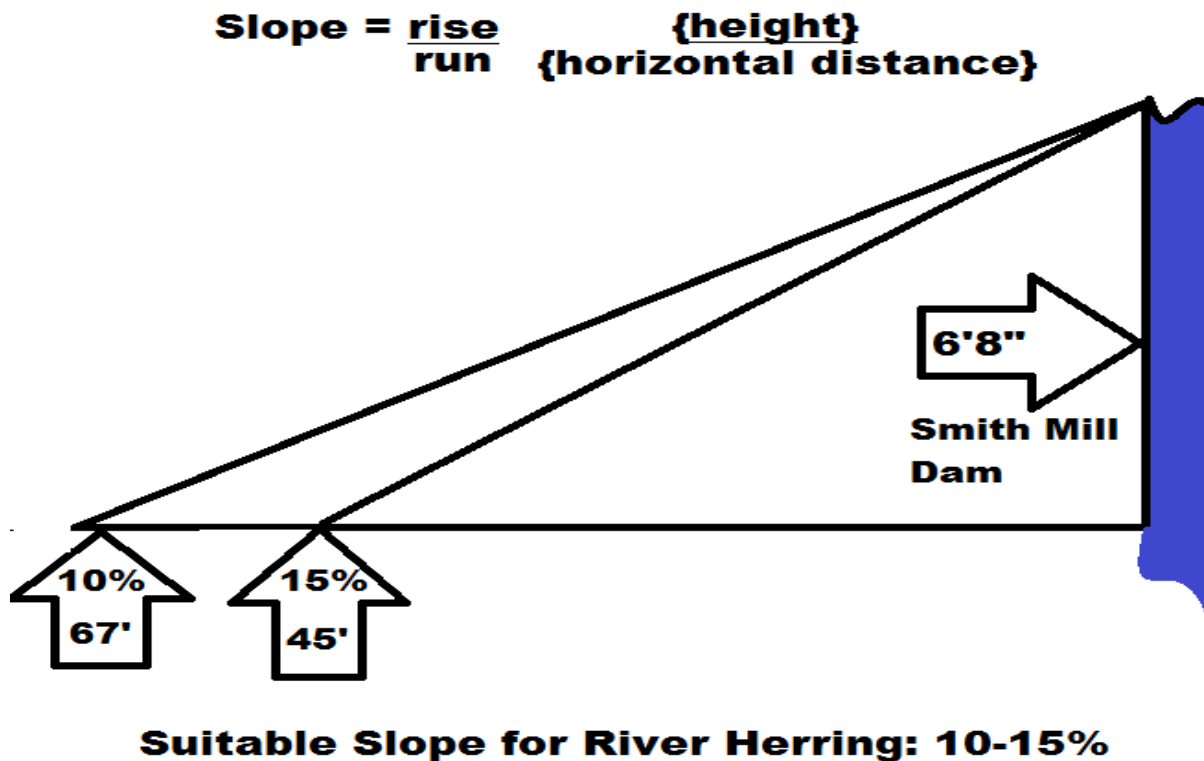 Slope = rise {height}
run {horizontal distance}
6'8"
Smith Mill
Dam
10% 15%
67' 45'
Suitable Slope for River Herring: 10-15%